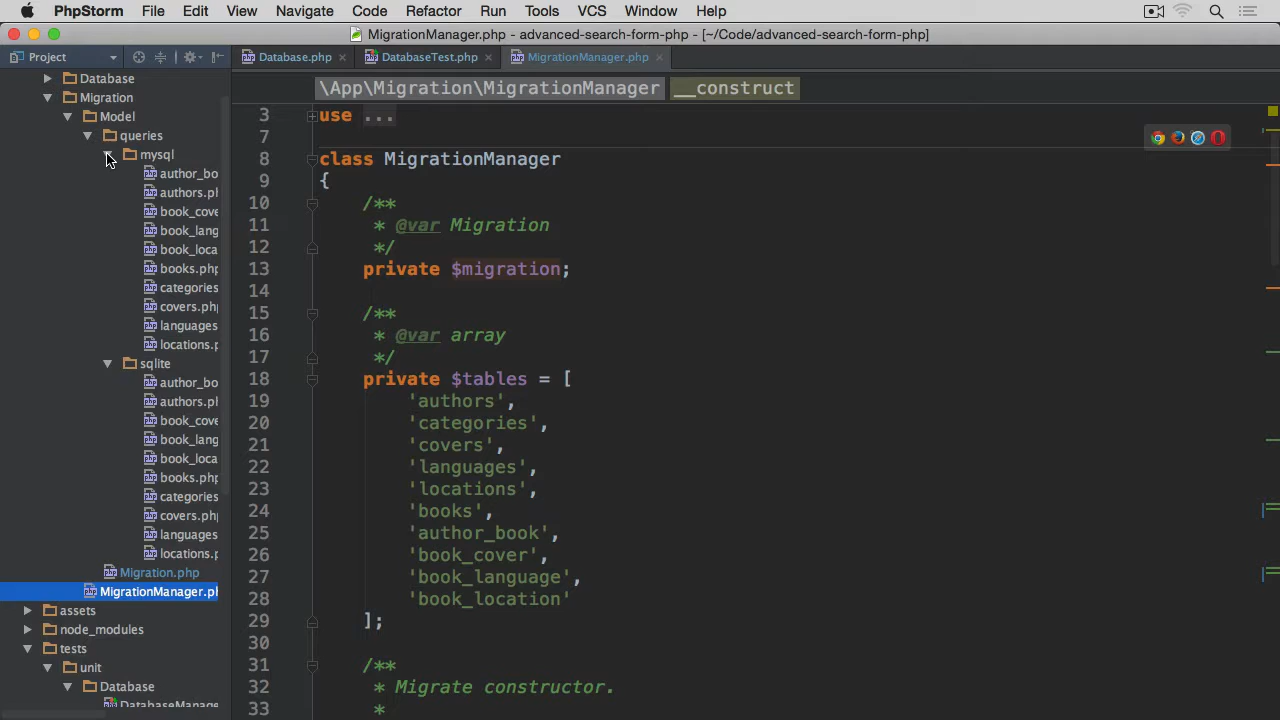 PhpStorm File Edit View Navigate Code Refactor Run Tools VCS Window Help
MigrationManager.php - advanced-search-form-php - [~/Code/advanced-search-form-php]
Project
Database.php DatabaseTest.php MigrationManager.php
\App\Migration\MigrationManager __construct
Database
Migration
Model
queries
mysql
author_bo
authors.ph
book_cove
book_lang
book_loca
books.php
categories
covers.php
languages
locations.p
sqlite
author_bo
authors.ph
book_cove
book_lang
book_loca
books.php
categories
covers.php
languages
locations.p
Migration.php
MigrationManager.ph
assets
node_modules
tests
unit
Database
DatabaseManage
3 use ...
7
8 class MigrationManager
9 {
10 /**
11 * @var Migration
12 */
13 private $migration;
14
15 /**
16 * @var array
17 */
18 private $tables = [
19 'authors',
20 'categories',
21 'covers',
22 'languages',
23 'locations',
24 'books',
25 'author_book',
26 'book_cover',
27 'book_language',
28 'book_location'
29 ];
30
31 /**
32 * Migrate constructor.
33 *